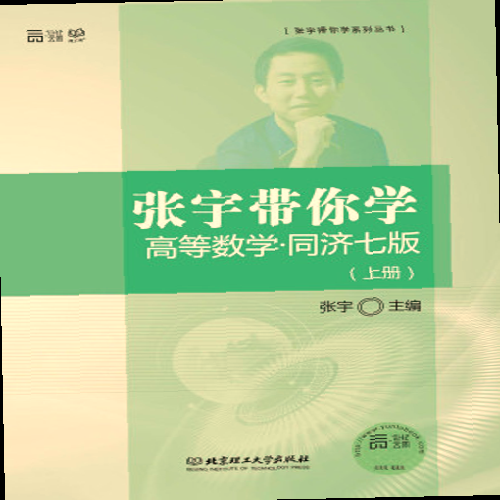 [ 张宇带你学系列丛书 ]
张宇带你学
高等数学·同济七版
(上册)
张宇 主编
北京理工大学出版社
BEIJING INSTITUTE OF TECHNOLOGY PRESS